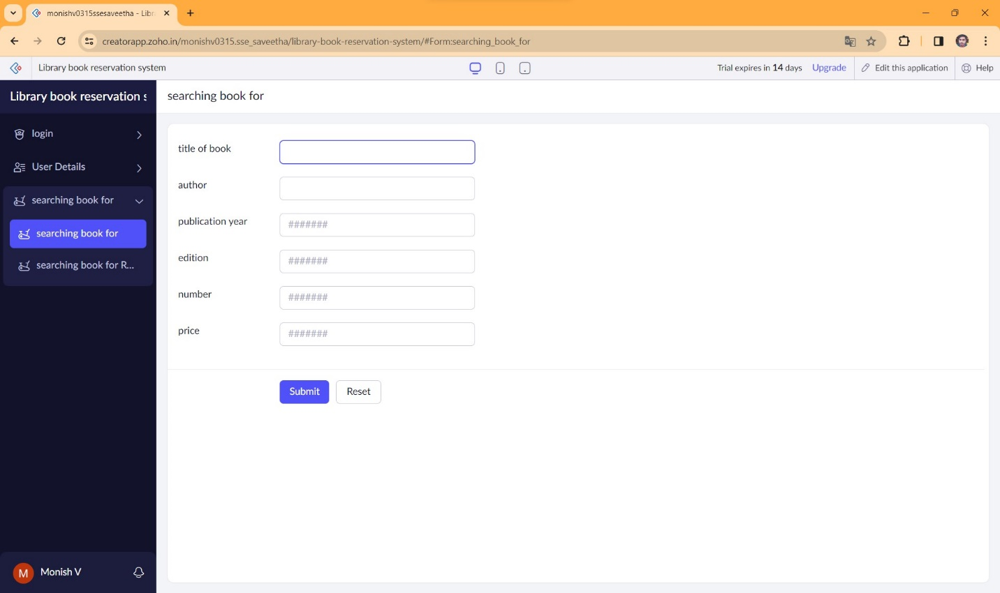 monishv0315ssesaveetha - Libr
creatorapp.zoho.in/monishv0315.sse_saveetha/library-book-reservation-system/#Form:searching_book_for
Library book reservation system
Trial expires in 14 days Upgrade Edit this application Help
Library book reservation s
searching book for
login
User Details
searching book for
searching book for
searching book for R...
title of book
author
publication year #######
edition #######
number #######
price #######
Submit Reset
M Monish V